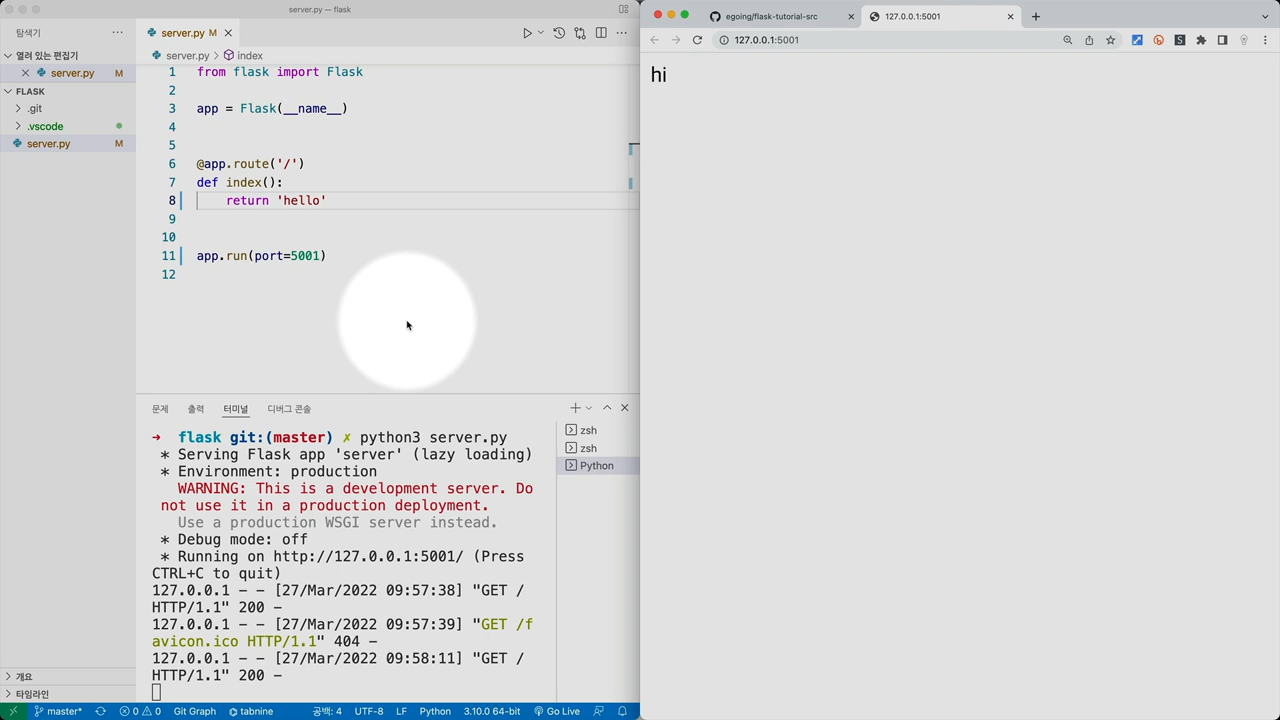 server.py — flask
탐색기
열려 있는 편집기
server.py M
FLASK
.git
.vscode
server.py M
개요
타임라인
server.py M
server.py > index
1 from flask import Flask
2
3 app = Flask(__name__)
4
5
6 @app.route('/')
7 def index():
8 return 'hello'
9
10
11 app.run(port=5001)
12
문제 출력 터미널 디버그 콘솔
➜ flask git:(master) ✗ python3 server.py
* Serving Flask app 'server' (lazy loading)
* Environment: production
WARNING: This is a development server. Do
not use it in a production deployment.
Use a production WSGI server instead.
* Debug mode: off
* Running on http://127.0.0.1:5001/ (Press
CTRL+C to quit)
127.0.0.1 - - [27/Mar/2022 09:57:38] "GET /
HTTP/1.1" 200 -
127.0.0.1 - - [27/Mar/2022 09:57:39] "GET /f
avicon.ico HTTP/1.1" 404 -
127.0.0.1 - - [27/Mar/2022 09:58:11] "GET /
HTTP/1.1" 200 -
zsh
zsh
Python
master* 0 0 Git Graph tabnine 공백: 4 UTF-8 LF Python 3.10.0 64-bit Go Live
egoing/flask-tutorial-src
127.0.0.1:5001
127.0.0.1:5001
hi